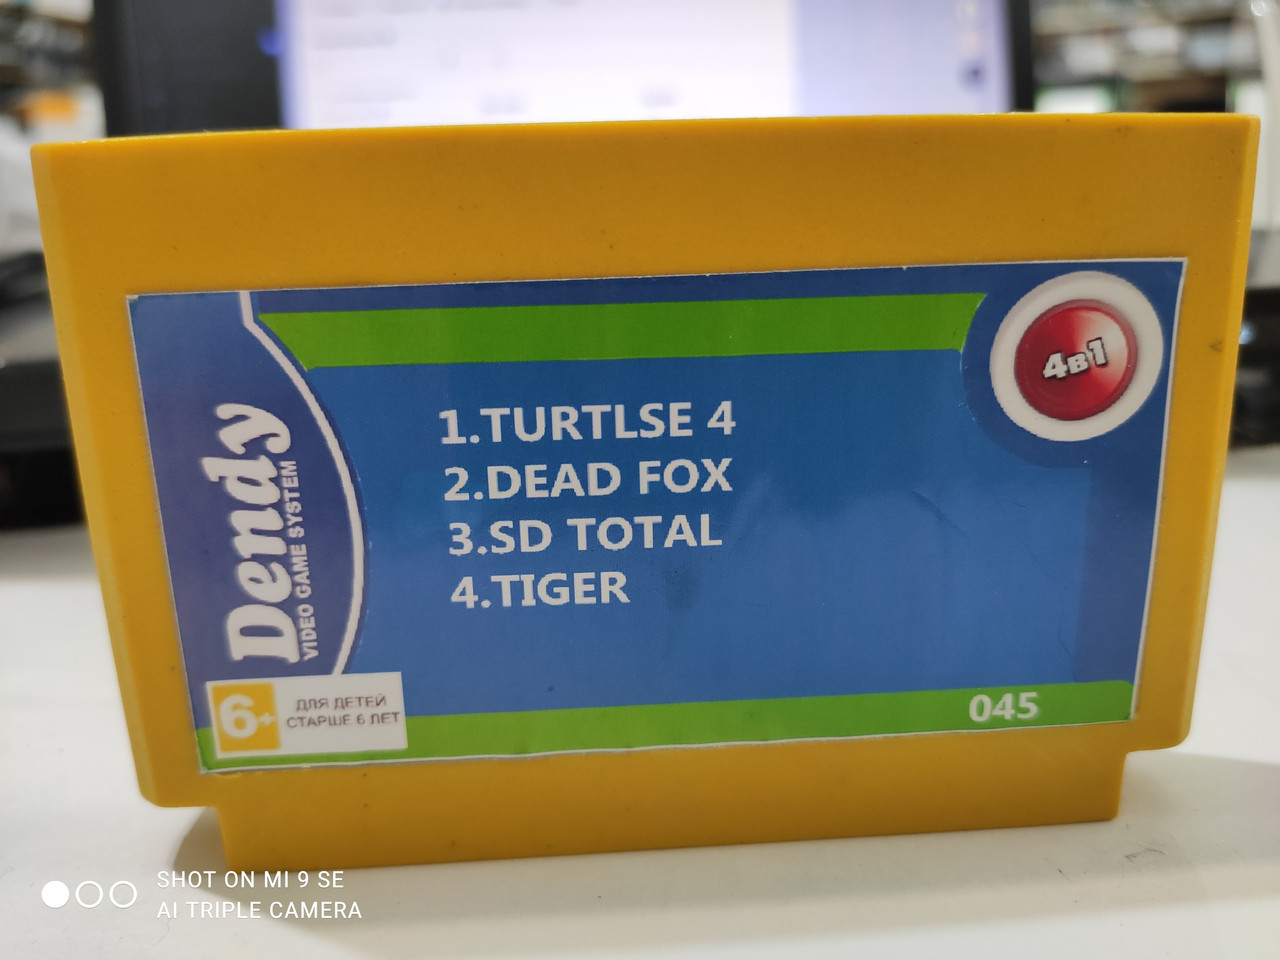 4в1
1.TURTLSE 4
2.DEAD FOX
3.SD TOTAL
4.TIGER
Dendy
VIDEO GAME SYSTEM
6+
ДЛЯ ДЕТЕЙ
СТАРШЕ 6 ЛЕТ
045
SHOT ON MI 9 SE
AI TRIPLE CAMERA